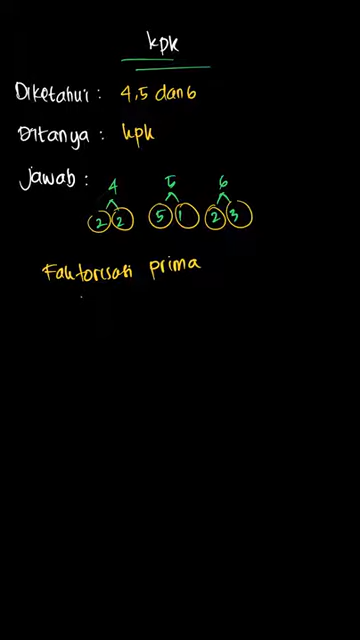 kpk
Diketahui : 4,5 dan 6
Ditanya : kpk
Jawab :
4 5 6
2 2 5 1 2 3
Faktorisasi prima